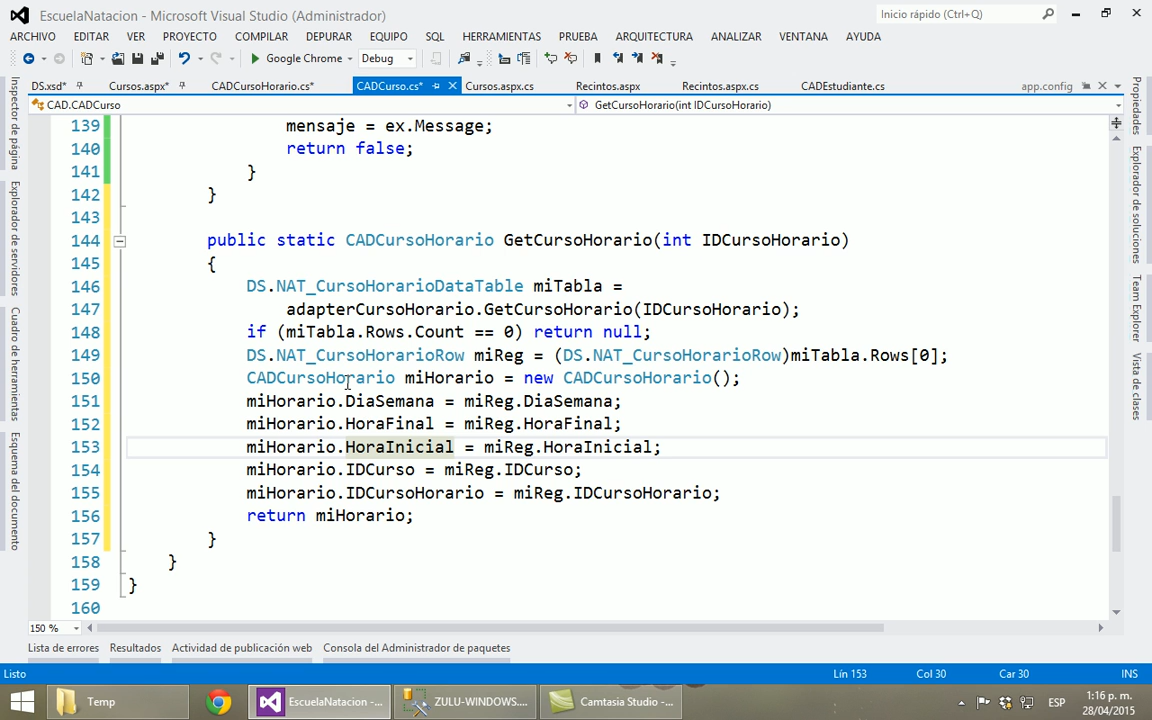 EscuelaNatacion - Microsoft Visual Studio (Administrador)
Inicio rápido (Ctrl+Q)
ARCHIVO EDITAR VER PROYECTO COMPILAR DEPURAR EQUIPO SQL HERRAMIENTAS PRUEBA ARQUITECTURA ANALIZAR VENTANA AYUDA
Google Chrome Debug
DS.xsd* Cursos.aspx* CADCursoHorario.cs* CADCurso.cs* Cursos.aspx.cs Recintos.aspx Recintos.aspx.cs CADEstudiante.cs app.config
CAD.CADCurso GetCursoHorario(int IDCursoHorario)
139 mensaje = ex.Message;
140 return false;
141 }
142 }
143
144 public static CADCursoHorario GetCursoHorario(int IDCursoHorario)
145 {
146 DS.NAT_CursoHorarioDataTable miTabla =
147 adapterCursoHorario.GetCursoHorario(IDCursoHorario);
148 if (miTabla.Rows.Count == 0) return null;
149 DS.NAT_CursoHorarioRow miReg = (DS.NAT_CursoHorarioRow)miTabla.Rows[0];
150 CADCursoHorario miHorario = new CADCursoHorario();
151 miHorario.DiaSemana = miReg.DiaSemana;
152 miHorario.HoraFinal = miReg.HoraFinal;
153 miHorario.HoraInicial = miReg.HoraInicial;
154 miHorario.IDCurso = miReg.IDCurso;
155 miHorario.IDCursoHorario = miReg.IDCursoHorario;
156 return miHorario;
157 }
158 }
159 }
160
Inspector de página
Explorador de servidores
Cuadro de herramientas
Esquema del documento
Propiedades
Explorador de soluciones
Team Explorer
Vista de clases
150 %
Lista de errores Resultados Actividad de publicación web Consola del Administrador de paquetes
Listo Lín 153 Col 30 Car 30 INS
Temp EscuelaNatacion -... ZULU-WINDOWS.... Camtasia Studio -... ESP 1:16 p. m.
28/04/2015